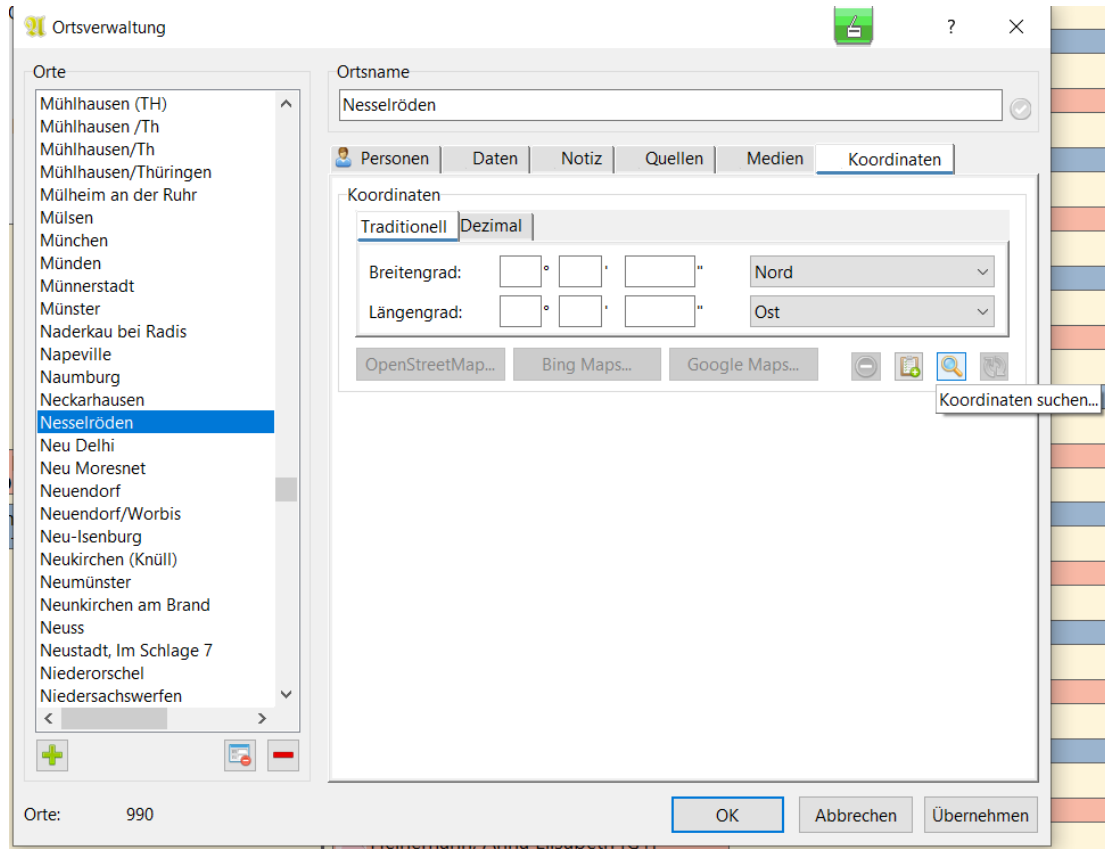 Ortsverwaltung
?
Orte
Mühlhausen (TH)
Mühlhausen /Th
Mühlhausen/Th
Mühlhausen/Thüringen
Mülheim an der Ruhr
Mülsen
München
Münden
Münnerstadt
Münster
Naderkau bei Radis
Napeville
Naumburg
Neckarhausen
Nesselröden
Neu Delhi
Neu Moresnet
Neuendorf
Neuendorf/Worbis
Neu-Isenburg
Neukirchen (Knüll)
Neumünster
Neunkirchen am Brand
Neuss
Neustadt, Im Schlage 7
Niederorschel
Niedersachswerfen
Orte: 990
Ortsname
Nesselröden
Personen Daten Notiz Quellen Medien Koordinaten
Koordinaten
Traditionell Dezimal
Breitengrad: ° ' " Nord
Längengrad: ° ' " Ost
OpenStreetMap... Bing Maps... Google Maps...
Koordinaten suchen...
OK Abbrechen Übernehmen